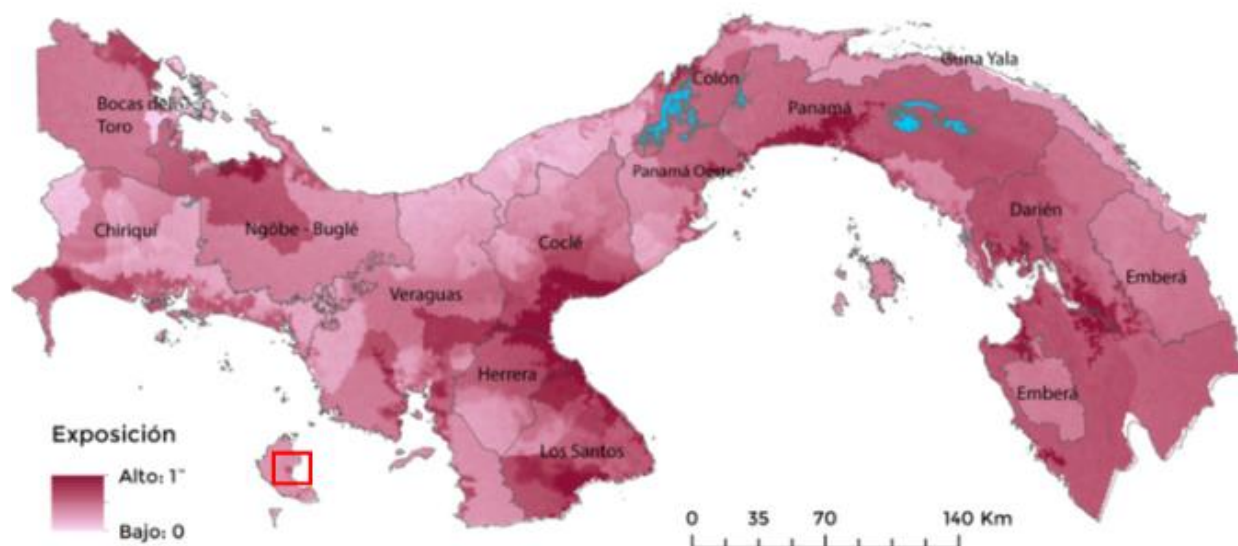 Guna Yala
Colón
Bocas del
Toro
Panamá
Panamá Oeste
Darién
Chiriquí
Ngöbe - Buglé
Coclé
Emberá
Veraguas
Herrera
Emberá
Los Santos
Exposición
Alto: 1
Bajo: 0
0 35 70 140 Km